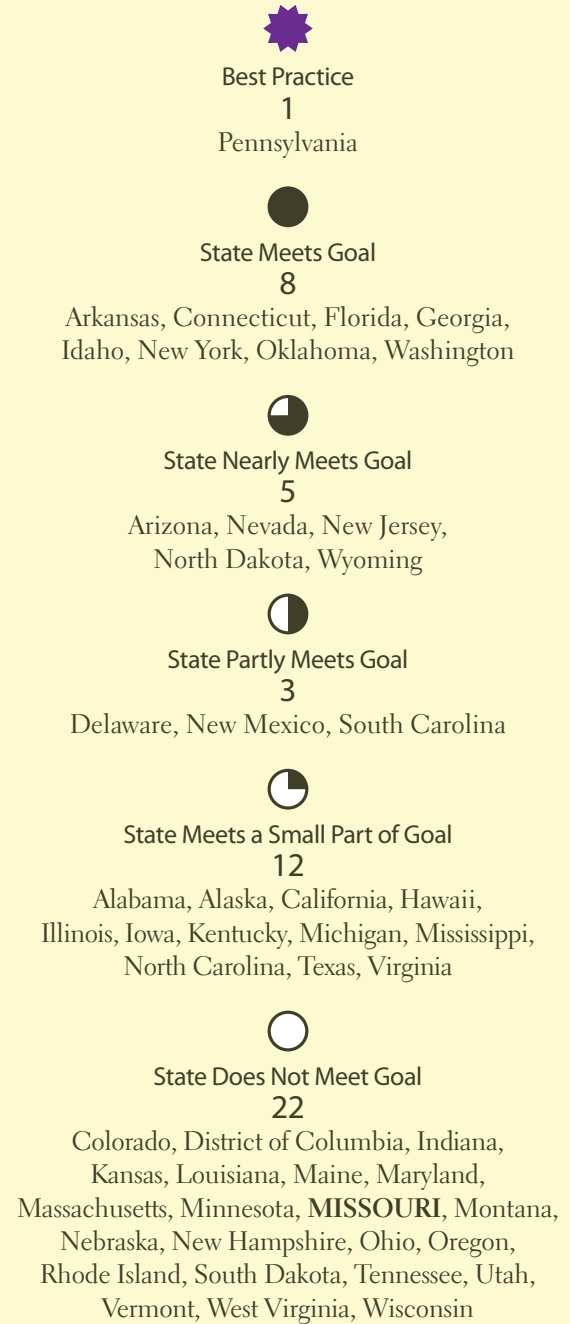 Best Practice
1
Pennsylvania
State Meets Goal
8
Arkansas, Connecticut, Florida, Georgia,
Idaho, New York, Oklahoma, Washington
State Nearly Meets Goal
5
Arizona, Nevada, New Jersey,
North Dakota, Wyoming
State Partly Meets Goal
3
Delaware, New Mexico, South Carolina
State Meets a Small Part of Goal
12
Alabama, Alaska, California, Hawaii,
Illinois, Iowa, Kentucky, Michigan, Mississippi,
North Carolina, Texas, Virginia
State Does Not Meet Goal
22
Colorado, District of Columbia, Indiana,
Kansas, Louisiana, Maine, Maryland,
Massachusetts, Minnesota, MISSOURI, Montana,
Nebraska, New Hampshire, Ohio, Oregon,
Rhode Island, South Dakota, Tennessee, Utah,
Vermont, West Virginia, Wisconsin